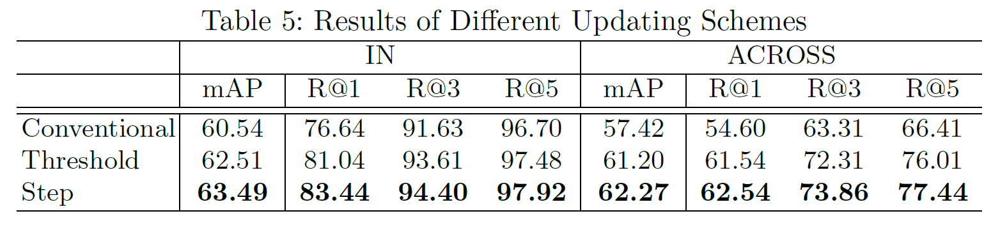 Table 5: Results of Different Updating Schemes
IN ACROSS
mAP R@1 R@3 R@5 mAP R@1 R@3 R@5
Conventional 60.54 76.64 91.63 96.70 57.42 54.60 63.31 66.41
Threshold 62.51 81.04 93.61 97.48 61.20 61.54 72.31 76.01
Step 63.49 83.44 94.40 97.92 62.27 62.54 73.86 77.44